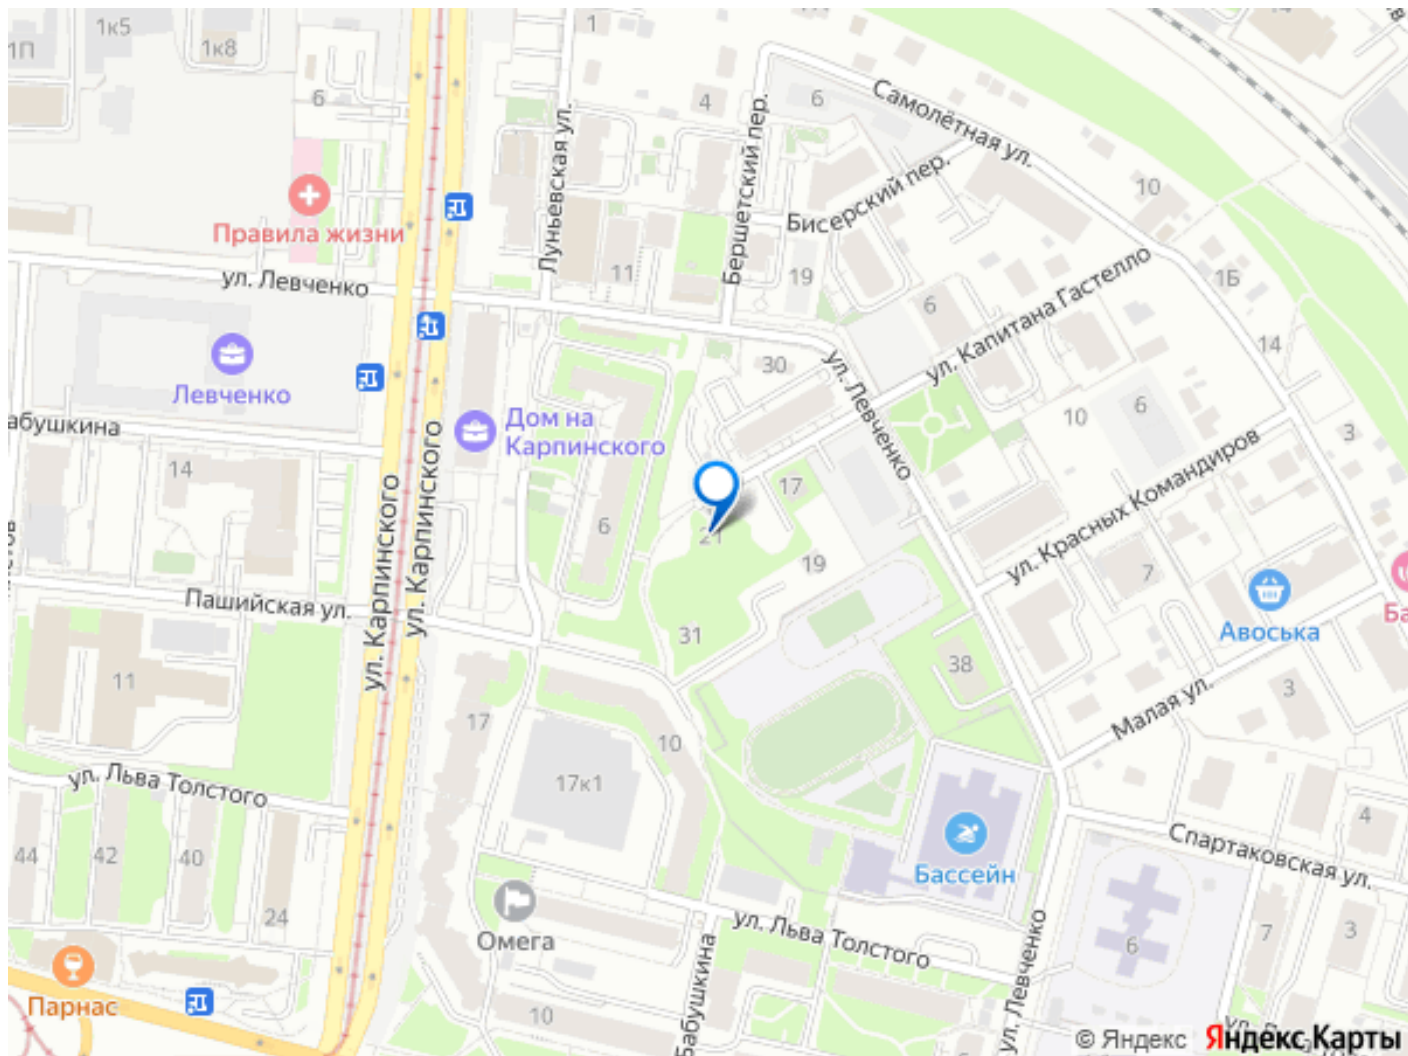 1к5
1П
1к8
6
1
4
6
Самолётная ул.
Луньевская ул.
Бершетский пер.
Бисерский пер.
10
Правила жизни
ул. Левченко
11
19
6
1Б
ул. Капитана Гастелло
14
Левченко
30
ул. Левченко
10
6
3
абушкина
Дом на
Карпинского
14
ул. Карпинского
ул. Карпинского
6
17
21
19
ул. Красных Командиров
7
Авоська
Ба
Пашийская ул.
31
38
3
Малая ул.
11
17
10
17к1
ул. Льва Толстого
44
42
40
24
Бассейн
4
Спартаковская ул.
Омега
ул. Льва Толстого
ул. Левченко
6
7
3
Парнас
10
Бабушкина
© Яндекс Яндекс Карты